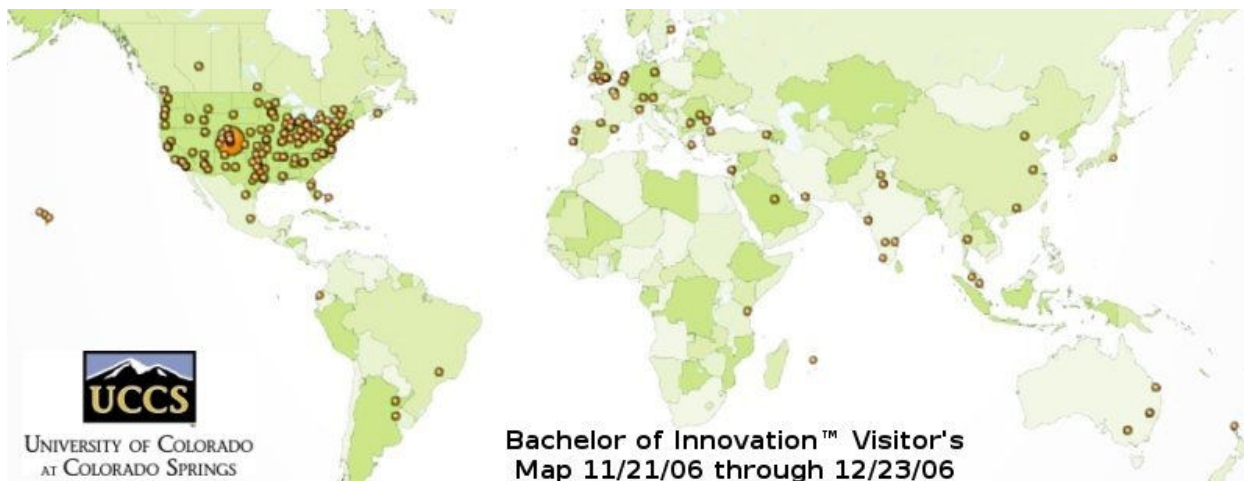 UCCS
UNIVERSITY OF COLORADO
AT COLORADO SPRINGS
Bachelor of Innovation™ Visitor's
Map 11/21/06 through 12/23/06